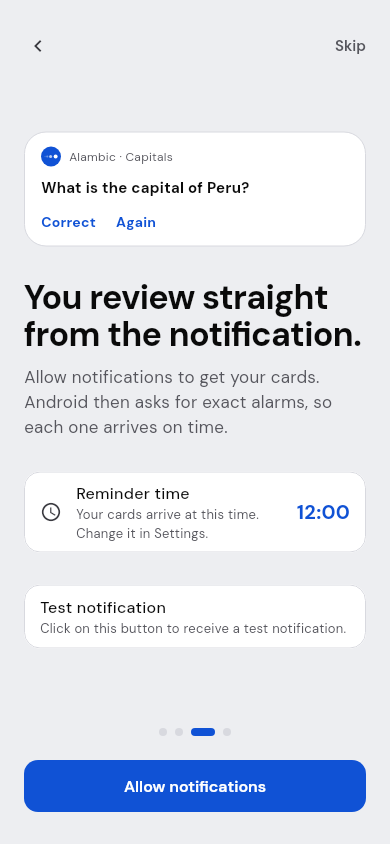 Skip
Alambic · Capitals
What is the capital of Peru?
Correct Again
You review straight
from the notification.
Allow notifications to get your cards.
Android then asks for exact alarms, so
each one arrives on time.
Reminder time
Your cards arrive at this time.
Change it in Settings.
12:00
Test notification
Click on this button to receive a test notification.
Allow notifications